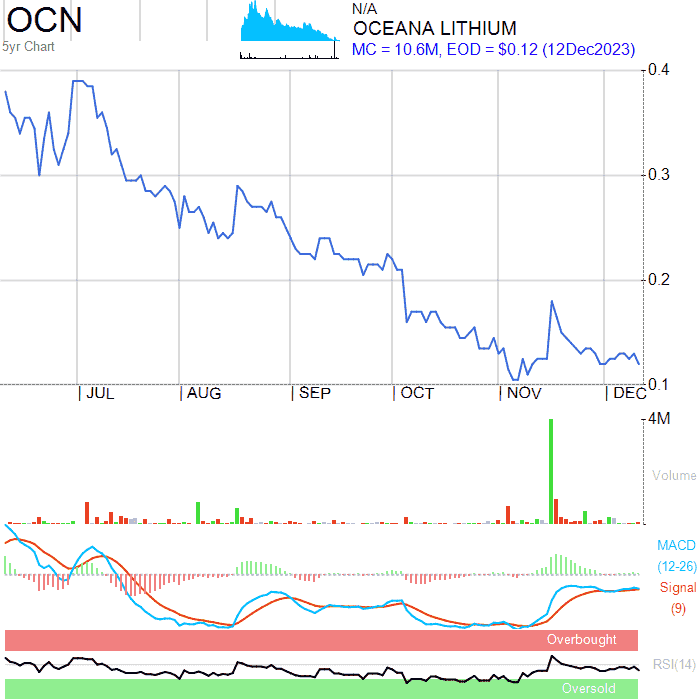 OCN
5yr Chart
N/A
OCEANA LITHIUM
MC = 10.6M, EOD = $0.12 (12Dec2023)
0.4
0.3
0.2
0.1
| JUL | AUG | SEP | OCT | NOV | DEC
4M
Volume
MACD
(12-26)
Signal
(9)
Overbought
RSI(14)
Oversold